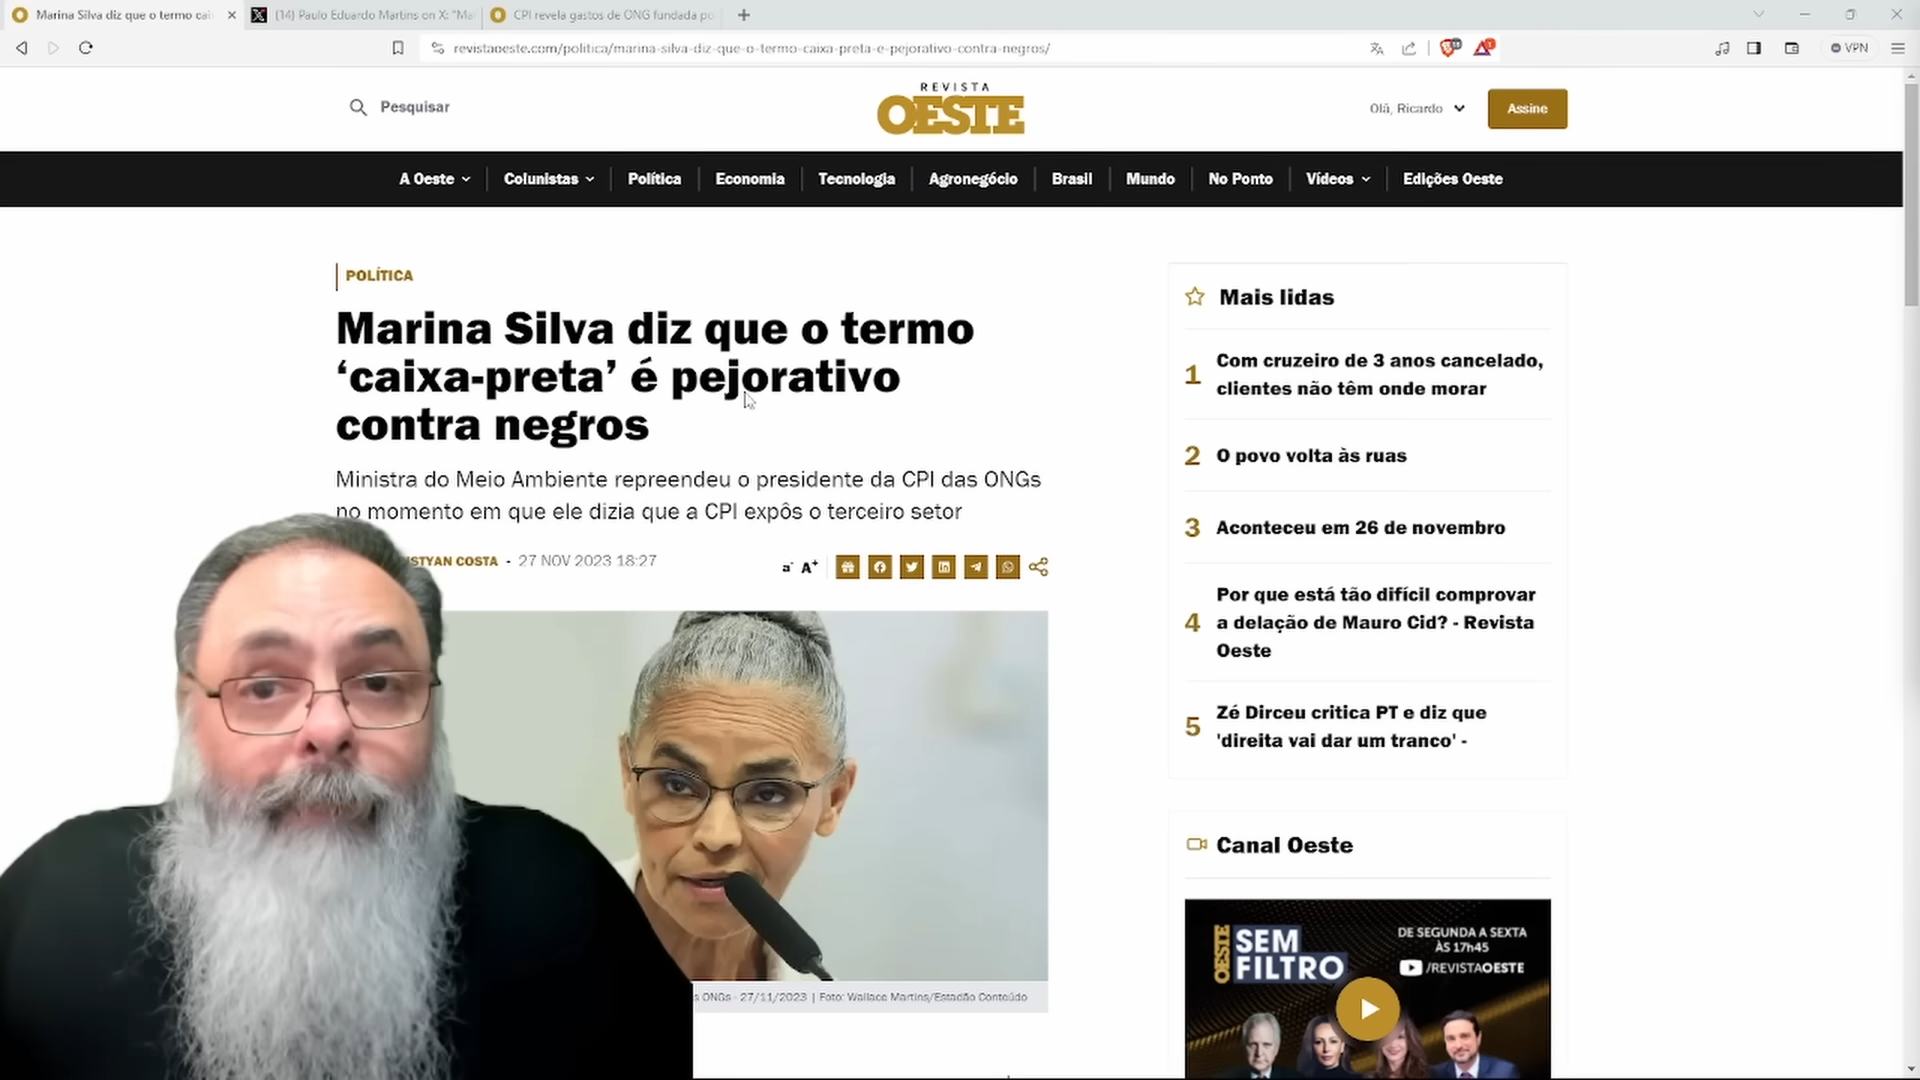 Marina Silva diz que o termo cai
(14) Paulo Eduardo Martins on X: "Ma
CPI revela gastos de ONG fundada po
revistaoeste.com/politica/marina-silva-diz-que-o-termo-caixa-preta-e-pejorativo-contra-negros/
VPN
Pesquisar
REVISTA
OESTE
Olá, Ricardo
Assine
A Oeste
Colunistas
Política
Economia
Tecnologia
Agronegócio
Brasil
Mundo
No Ponto
Vídeos
Edições Oeste
POLÍTICA
Marina Silva diz que o termo
‘caixa-preta’ é pejorativo
contra negros
Ministra do Meio Ambiente repreendeu o presidente da CPI das ONGs
no momento em que ele dizia que a CPI expôs o terceiro setor
STYAN COSTA - 27 NOV 2023 18:27
a- A+
s ONGs - 27/11/2023 | Foto: Wallace Martins/Estadão Conteúdo
Mais lidas
1 Com cruzeiro de 3 anos cancelado,
clientes não têm onde morar
2 O povo volta às ruas
3 Aconteceu em 26 de novembro
4 Por que está tão difícil comprovar
a delação de Mauro Cid? - Revista
Oeste
5 Zé Dirceu critica PT e diz que
'direita vai dar um tranco' -
Canal Oeste
OESTE
SEM
FILTRO
DE SEGUNDA A SEXTA
ÀS 17h45
/REVISTAOESTE